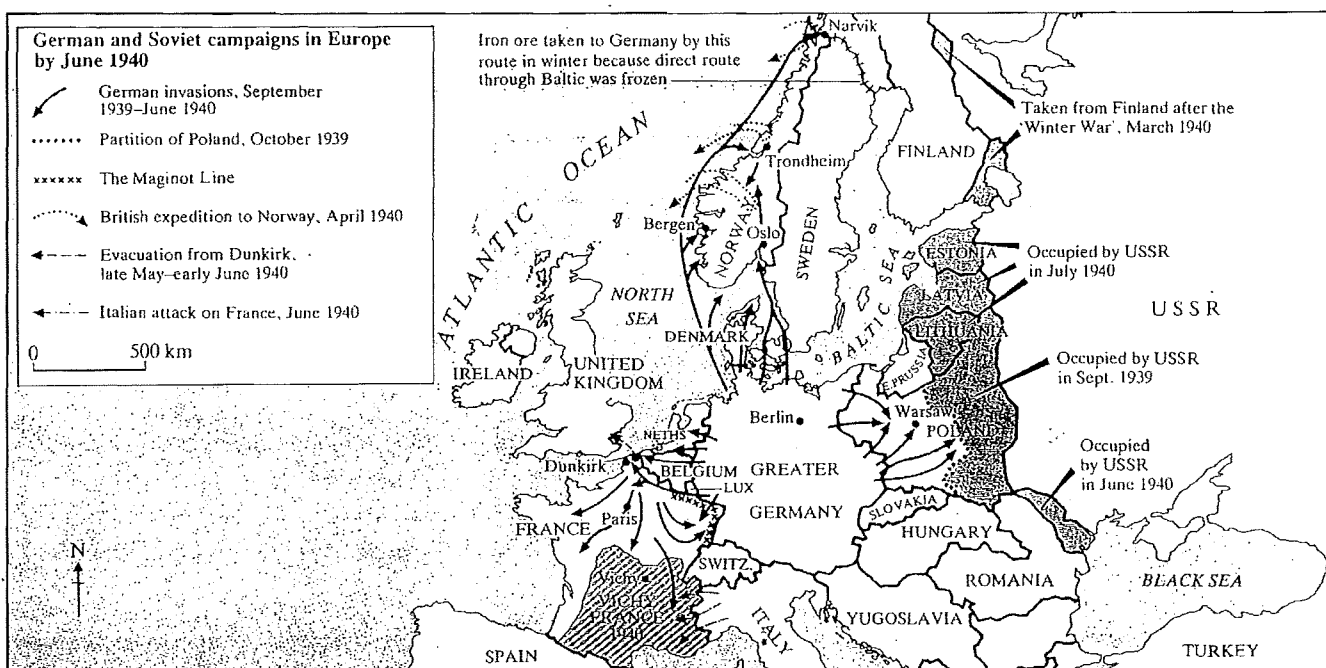 German and Soviet campaigns in Europe
by June 1940
German invasions, September
1939–June 1940
Partition of Poland, October 1939
The Maginot Line
British expedition to Norway, April 1940
Evacuation from Dunkirk,
late May–early June 1940
Italian attack on France, June 1940
0 500 km
Iron ore taken to Germany by this
route in winter because direct route
through Baltic was frozen
Narvik
Taken from Finland after the
'Winter War', March 1940
ATLANTIC OCEAN
Trondheim
FINLAND
Bergen
NORWAY
Oslo
SWEDEN
BALTIC SEA
NORTH
SEA
ESTONIA
Occupied by USSR
in July 1940
LATVIA
LITHUANIA
USSR
DENMARK
IRELAND
UNITED
KINGDOM
E.PRUSSIA
Occupied by USSR
in Sept. 1939
Berlin
Warsaw
POLAND
NETHS
Dunkirk
BELGIUM
LUX
GREATER
GERMANY
Occupied
by USSR
in June 1940
SLOVAKIA
FRANCE
Paris
HUNGARY
N
SWITZ.
ROMANIA
BLACK SEA
Vichy
VICHY
FRANCE
1940
ITALY
YUGOSLAVIA
SPAIN
TURKEY